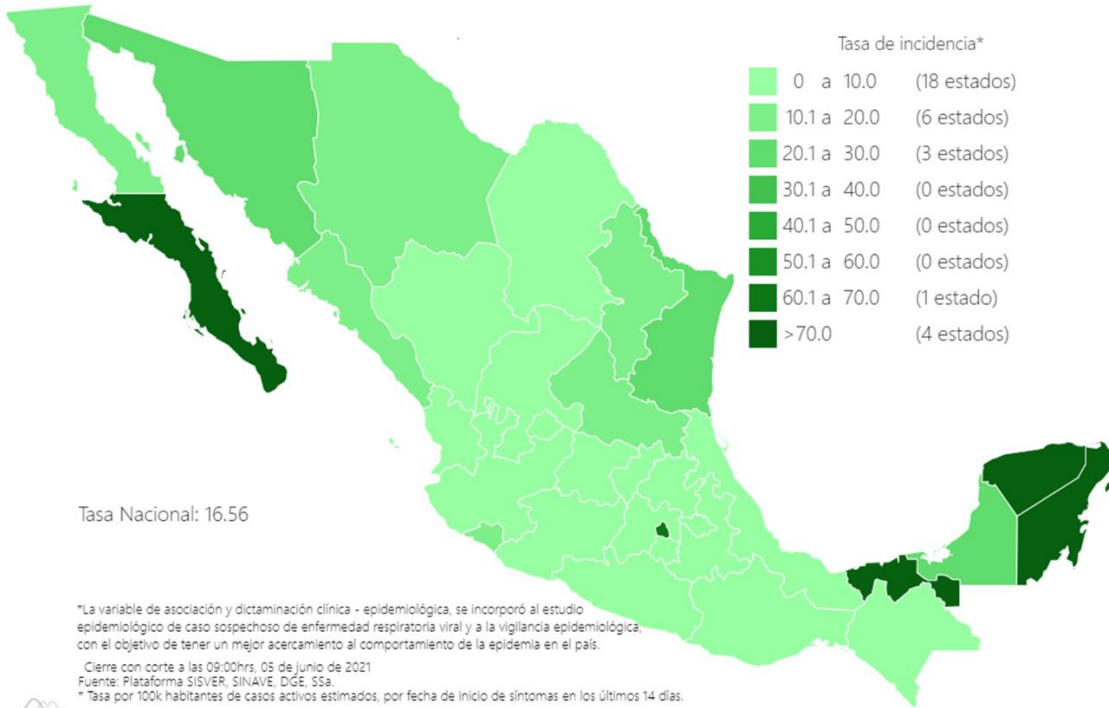 Tasa de incidencia*
0 a 10.0 (18 estados)
10.1 a 20.0 (6 estados)
20.1 a 30.0 (3 estados)
30.1 a 40.0 (0 estados)
40.1 a 50.0 (0 estados)
50.1 a 60.0 (0 estados)
60.1 a 70.0 (1 estado)
>70.0 (4 estados)
Tasa Nacional: 16.56
*La variable de asociación y dictaminación clínica - epidemiológica, se incorporó al estudio
epidemiológico de caso sospechoso de enfermedad respiratoria viral y a la vigilancia epidemiológica,
con el objetivo de tener un mejor acercamiento al comportamiento de la epidemia en el país.
Cierre con corte a las 09:00hrs, 05 de junio de 2021
Fuente: Plataforma SISVER, SINAVE, DGE, SSa.
* Tasa por 100k habitantes de casos activos estimados, por fecha de inicio de síntomas en los últimos 14 días.